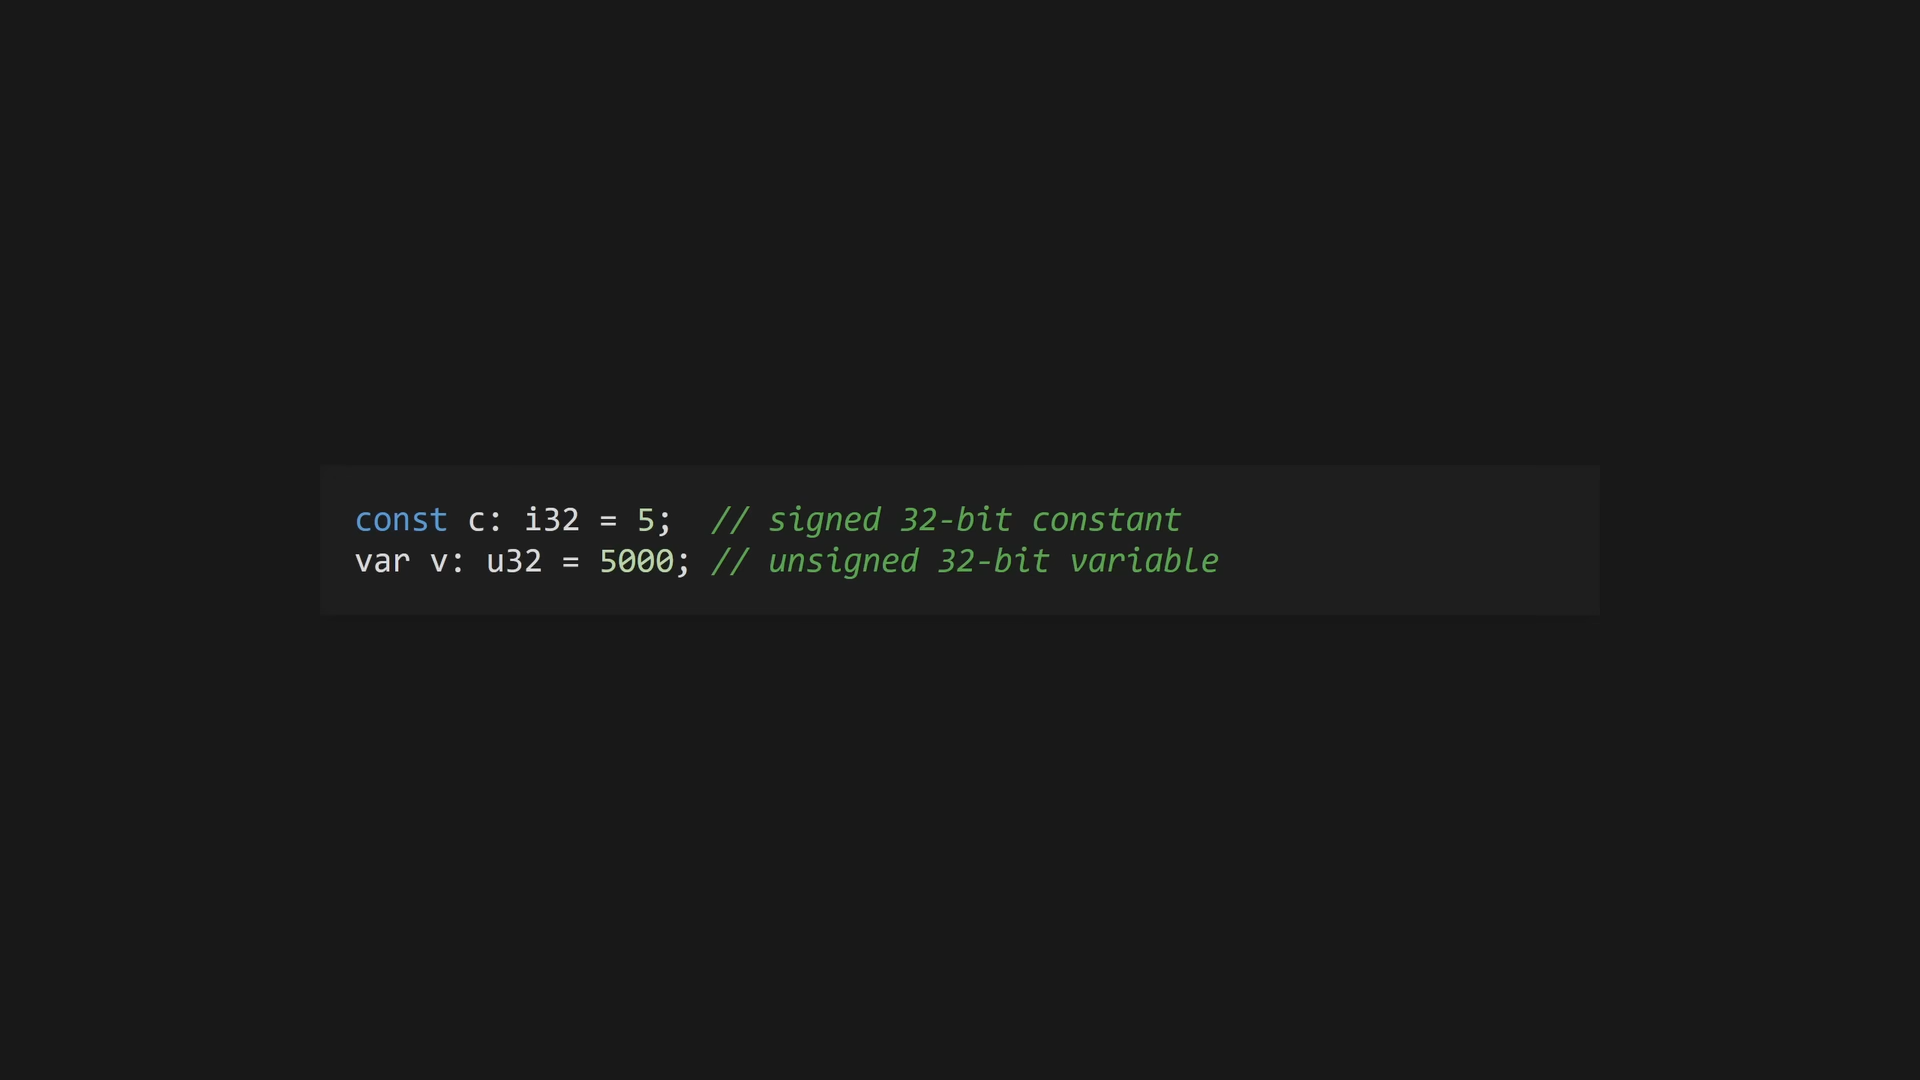 const c: i32 = 5;  // signed 32-bit constant
var v: u32 = 5000; // unsigned 32-bit variable